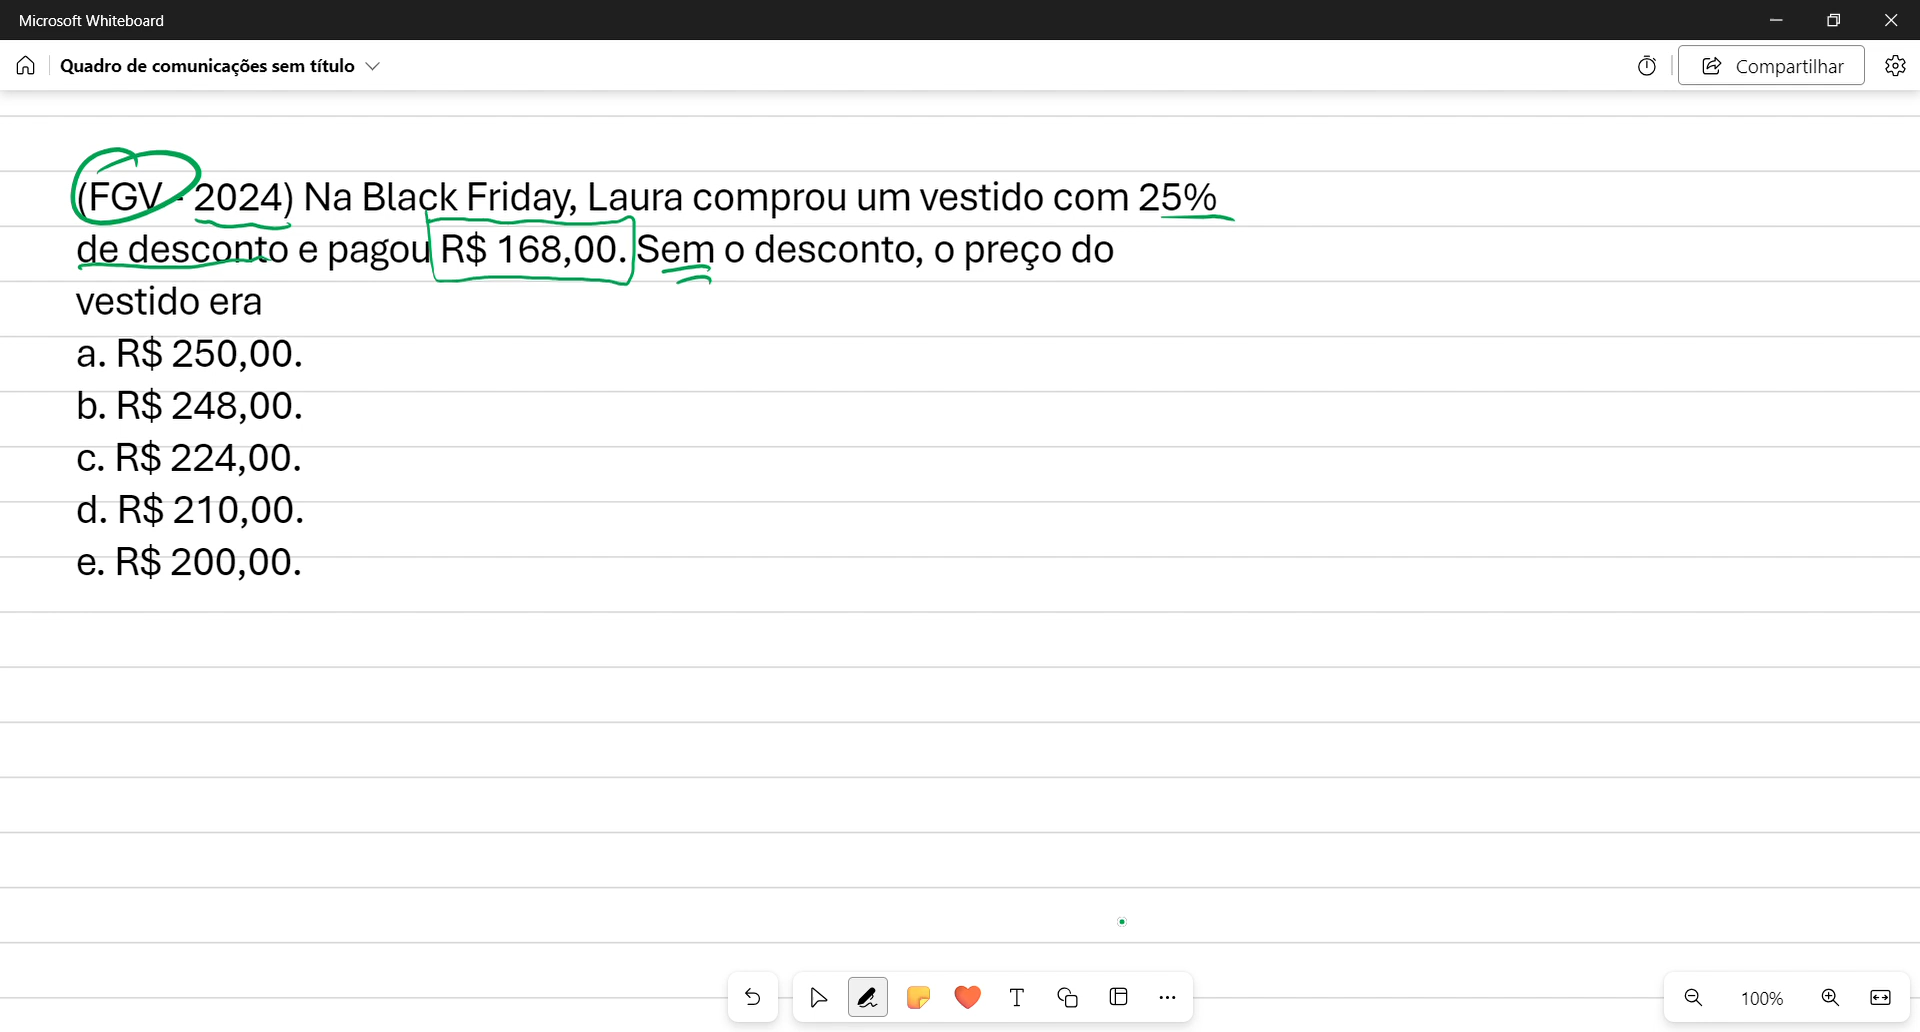 Microsoft Whiteboard
Quadro de comunicações sem título
Compartilhar
(FGV - 2024) Na Black Friday, Laura comprou um vestido com 25%
de desconto e pagou R$ 168,00. Sem o desconto, o preço do
vestido era
a. R$ 250,00.
b. R$ 248,00.
c. R$ 224,00.
d. R$ 210,00.
e. R$ 200,00.
100%